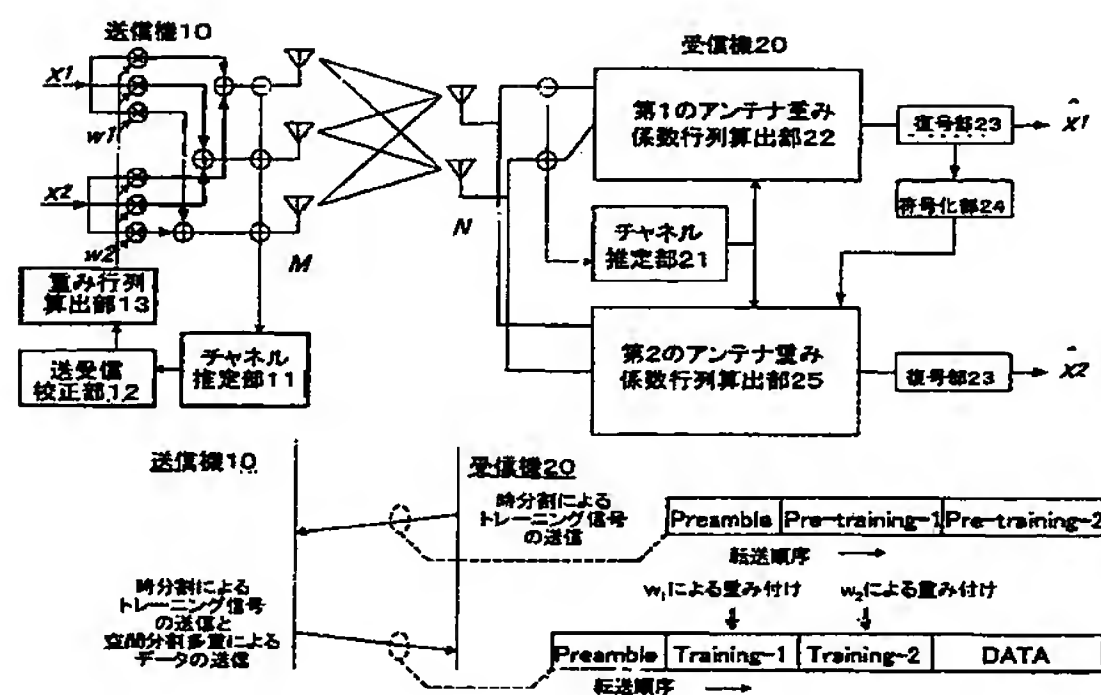 送信機10
受信機20
x1
w1
x2
w2
M
N
重み行列
算出部13
送受信
校正部12
チャネル
推定部11
第1のアンテナ重み
係数行列算出部22
復号部23
x̂1
符号化部24
チャネル
推定部21
第2のアンテナ重み
係数行列算出部25
復号部23
x̂2
送信機10
受信機20
時分割による
トレーニング信号
の送信
Preamble Pre-training-1 Pre-training-2
転送順序
w₁による重み付け w₂による重み付け
時分割による
トレーニング信号
の送信と
空間分割多重による
データの送信
Preamble Training-1 Training-2 DATA
転送順序